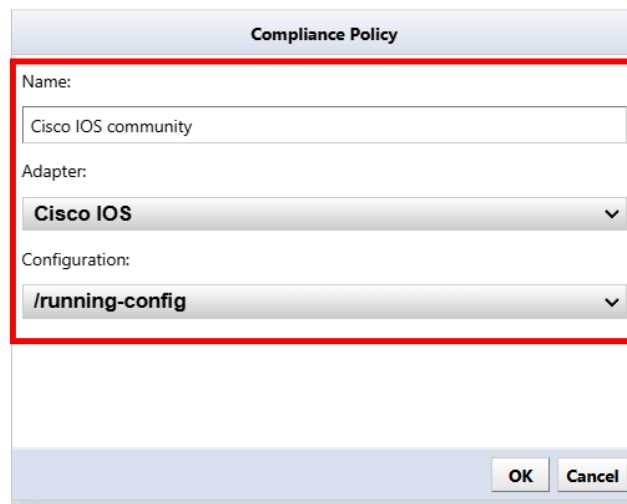 Compliance Policy
Name:
Cisco IOS community
Adapter:
Cisco IOS
Configuration:
/running-config
OK Cancel